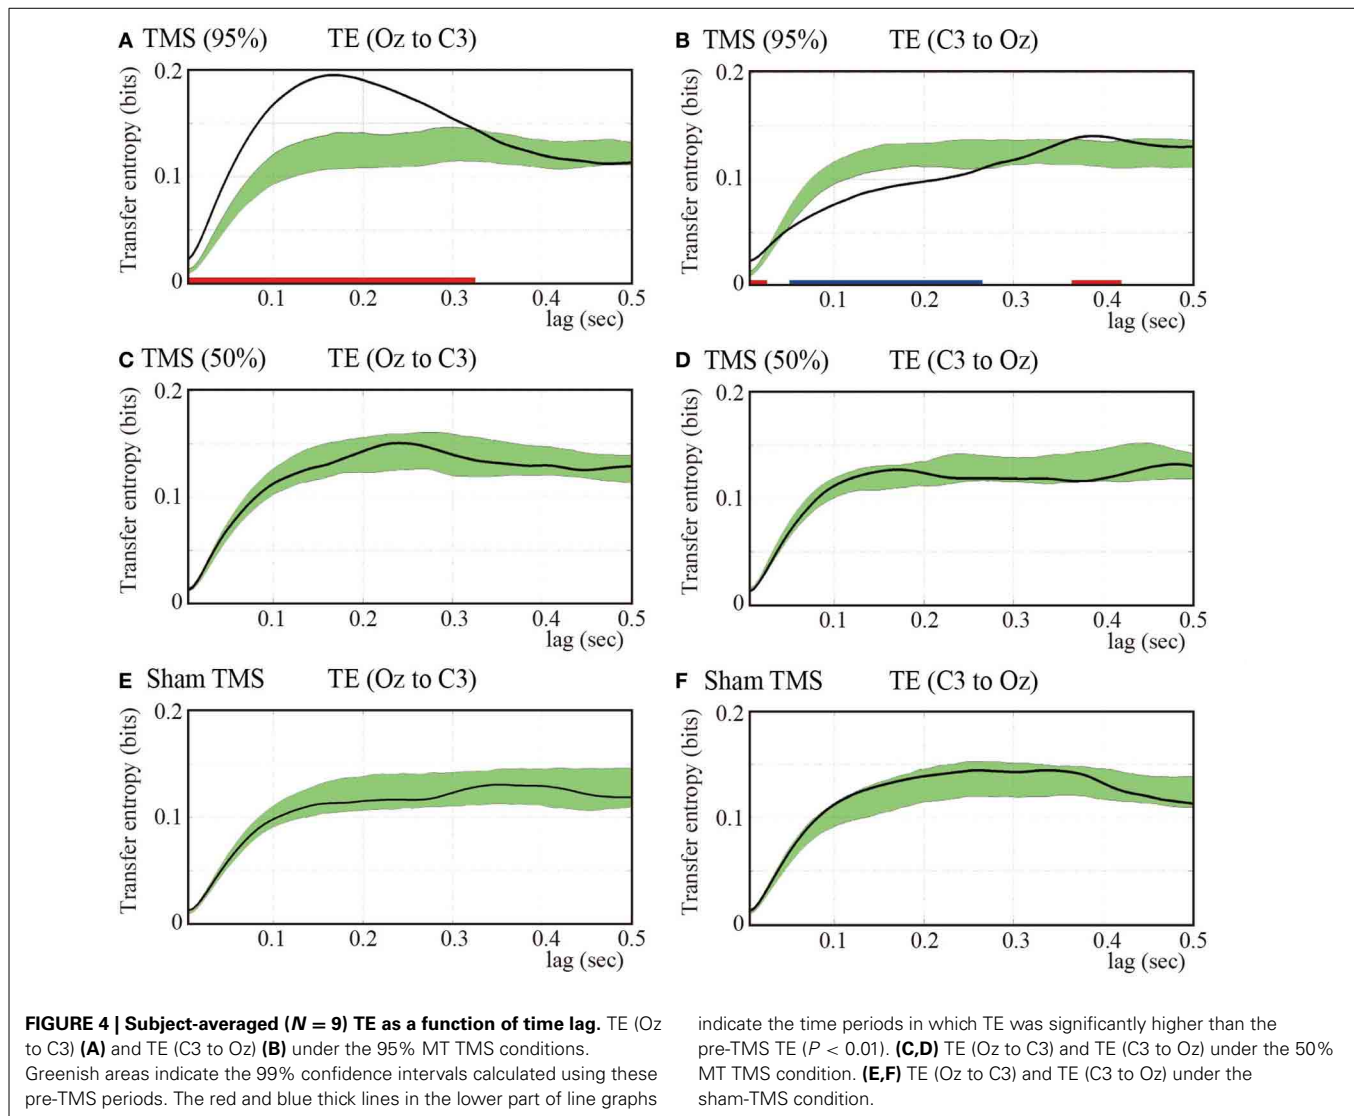 A TMS (95%) TE (Oz to C3)
Transfer entropy (bits)
0.2
0.1
0
0.1 0.2 0.3 0.4 0.5
lag (sec)
B TMS (95%) TE (C3 to Oz)
Transfer entropy (bits)
0.2
0.1
0
0.1 0.2 0.3 0.4 0.5
lag (sec)
C TMS (50%) TE (Oz to C3)
Transfer entropy (bits)
0.2
0.1
0
0.1 0.2 0.3 0.4 0.5
lag (sec)
D TMS (50%) TE (C3 to Oz)
Transfer entropy (bits)
0.2
0.1
0
0.1 0.2 0.3 0.4 0.5
lag (sec)
E Sham TMS TE (Oz to C3)
Transfer entropy (bits)
0.2
0.1
0
0.1 0.2 0.3 0.4 0.5
lag (sec)
F Sham TMS TE (C3 to Oz)
Transfer entropy (bits)
0.2
0.1
0
0.1 0.2 0.3 0.4 0.5
lag (sec)
FIGURE 4 | Subject-averaged (N = 9) TE as a function of time lag. TE (Oz
to C3) (A) and TE (C3 to Oz) (B) under the 95% MT TMS conditions.
Greenish areas indicate the 99% confidence intervals calculated using these
pre-TMS periods. The red and blue thick lines in the lower part of line graphs
indicate the time periods in which TE was significantly higher than the
pre-TMS TE (P < 0.01). (C,D) TE (Oz to C3) and TE (C3 to Oz) under the 50%
MT TMS condition. (E,F) TE (Oz to C3) and TE (C3 to Oz) under the
sham-TMS condition.